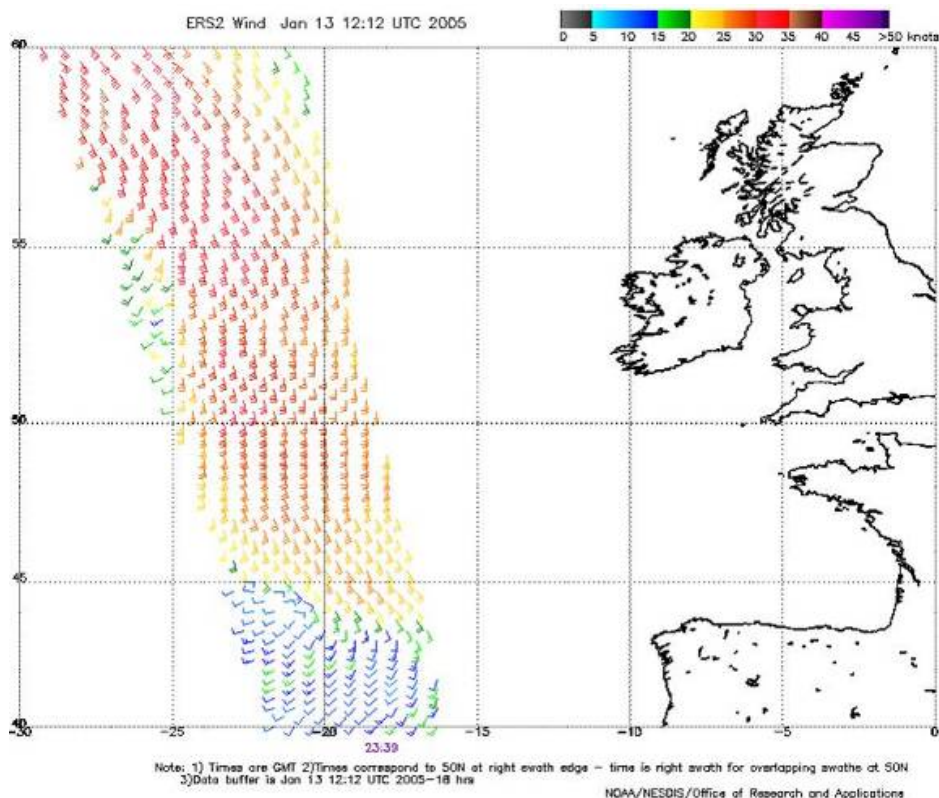 ERS2 Wind Jan 13 12:12 UTC 2005
0 5 10 15 20 25 30 35 40 45 >50 knots
60
55
50
45
40
-30 -25 -20 -15 -10 -5 0
23:39
Note: 1) Times are GMT 2)Times correspond to 50N at right swath edge – time is right swath for overlapping swaths at 50N
3)Data buffer is Jan 13 12:12 UTC 2005-18 hrs
NOAA/NESDIS/Office of Research and Applications